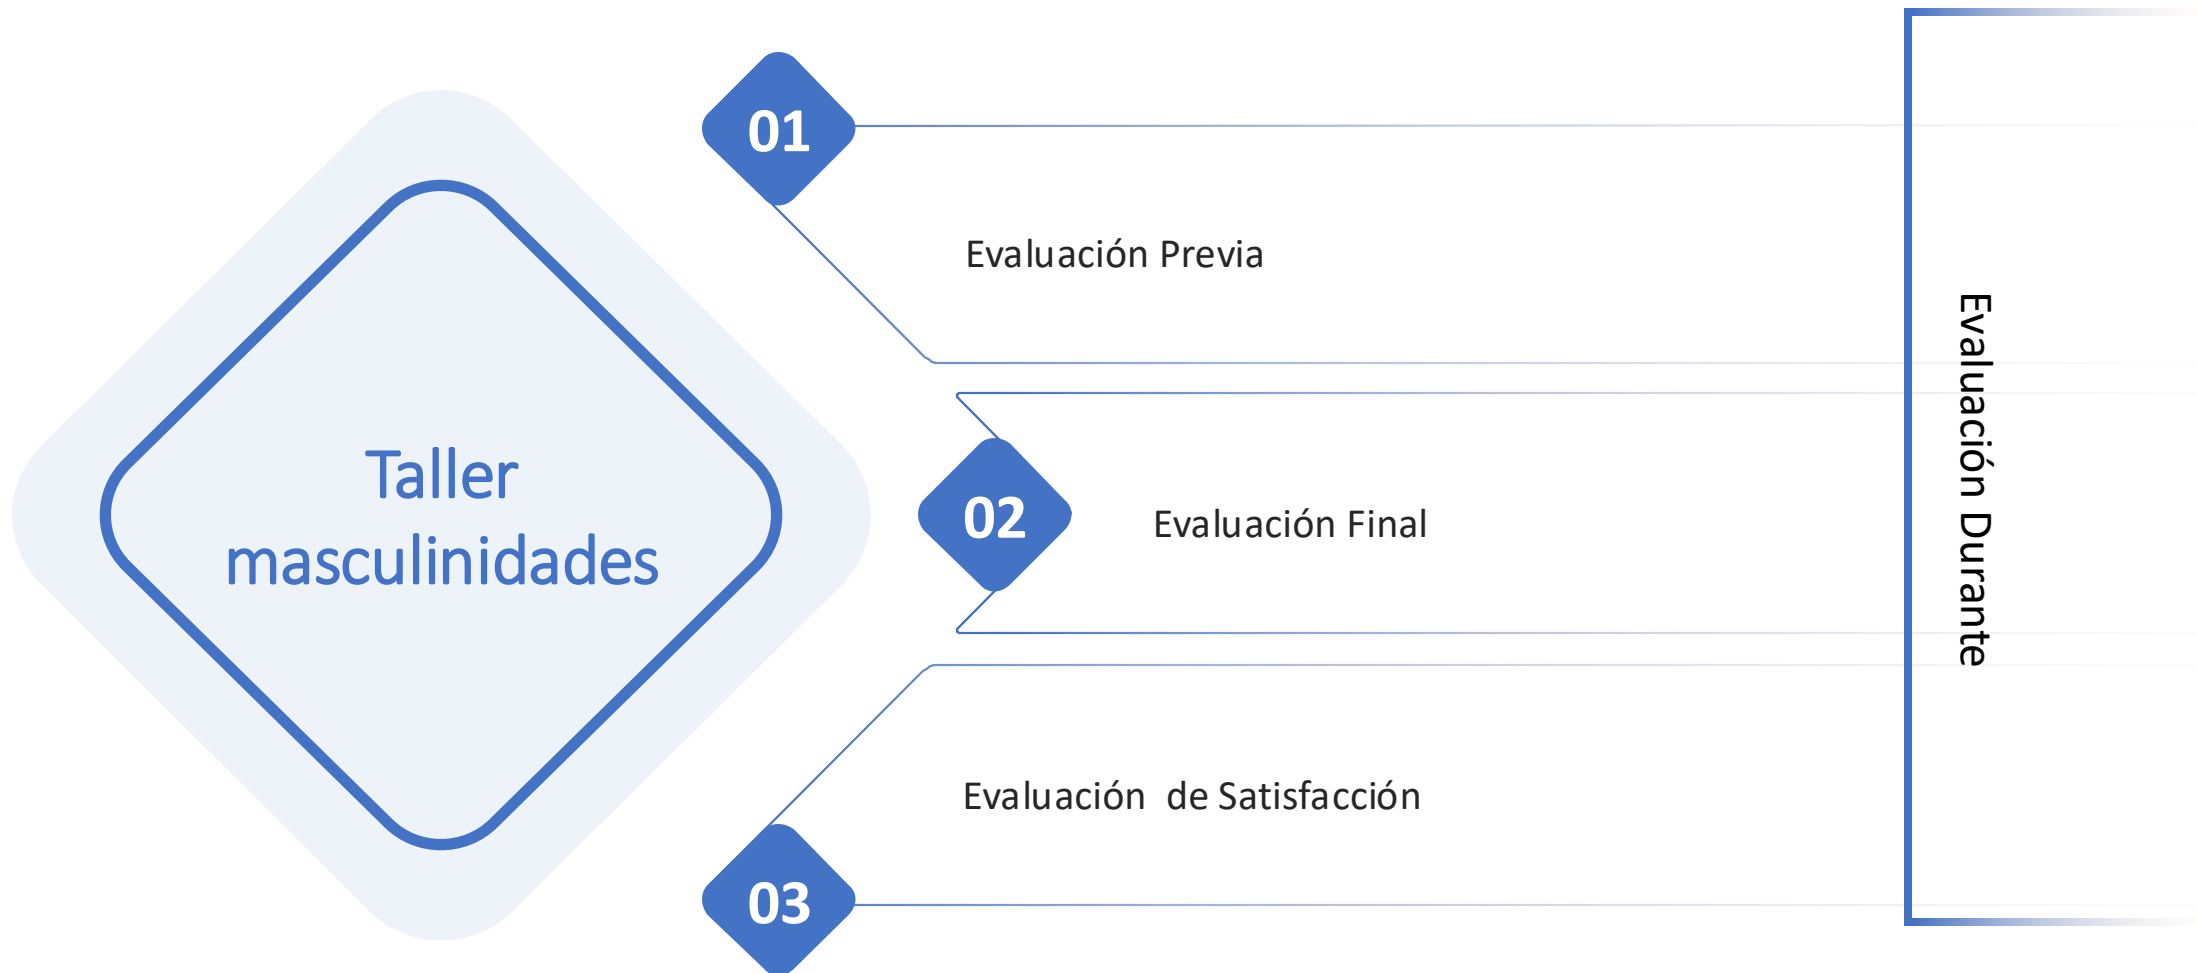 Taller
masculinidades
01
Evaluación Previa
02
Evaluación Final
03
Evaluación de Satisfacción
Evaluación Durante